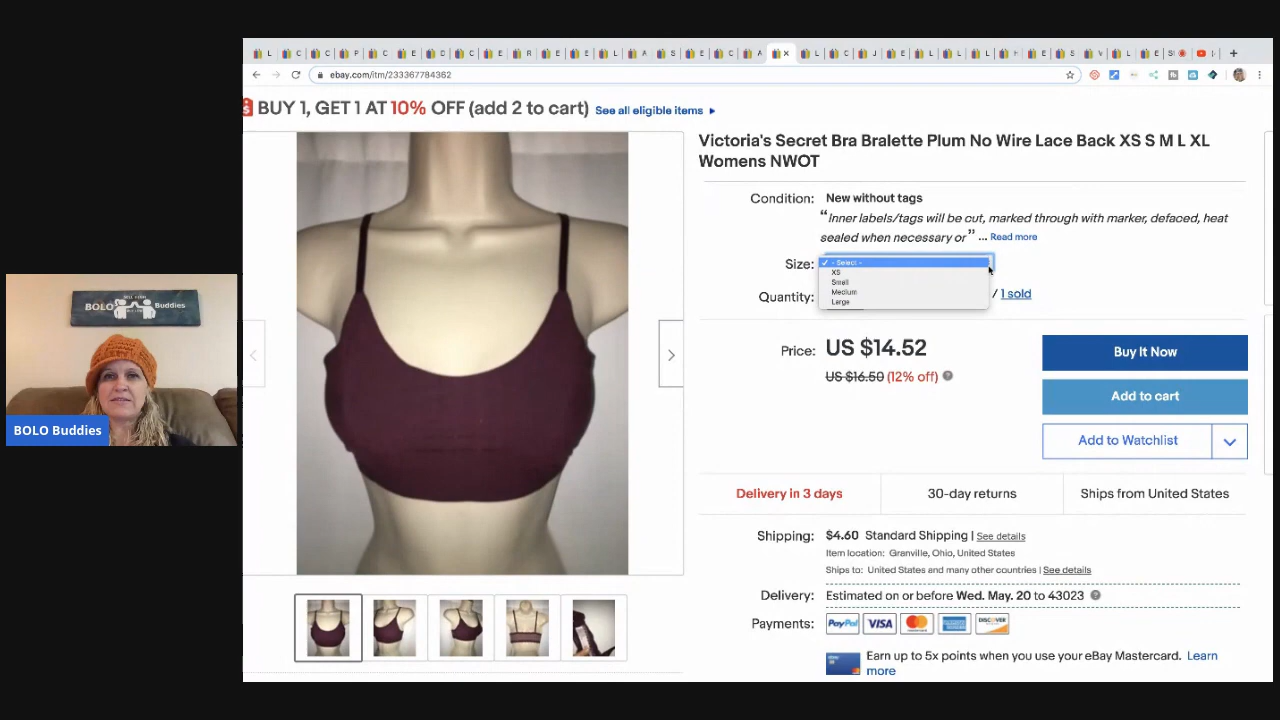 ebay.com/itm/233367784362
BUY 1, GET 1 AT 10% OFF (add 2 to cart) See all eligible items
Victoria's Secret Bra Bralette Plum No Wire Lace Back XS S M L XL
Womens NWOT
Condition: New without tags
“Inner labels/tags will be cut, marked through with marker, defaced, heat
sealed when necessary or” ... Read more
Size: - Select -
XS
Small
Medium
Large
Quantity: / 1 sold
Price: US $14.52
US $16.50 (12% off)
Buy It Now
Add to cart
Add to Watchlist
Delivery in 3 days
30-day returns
Ships from United States
Shipping: $4.60 Standard Shipping | See details
Item location: Granville, Ohio, United States
Ships to: United States and many other countries | See details
Delivery: Estimated on or before Wed. May. 20 to 43023
Payments: PayPal VISA DISCOVER
Earn up to 5x points when you use your eBay Mastercard. Learn
more
BOLO Buddies
BOLO Buddies